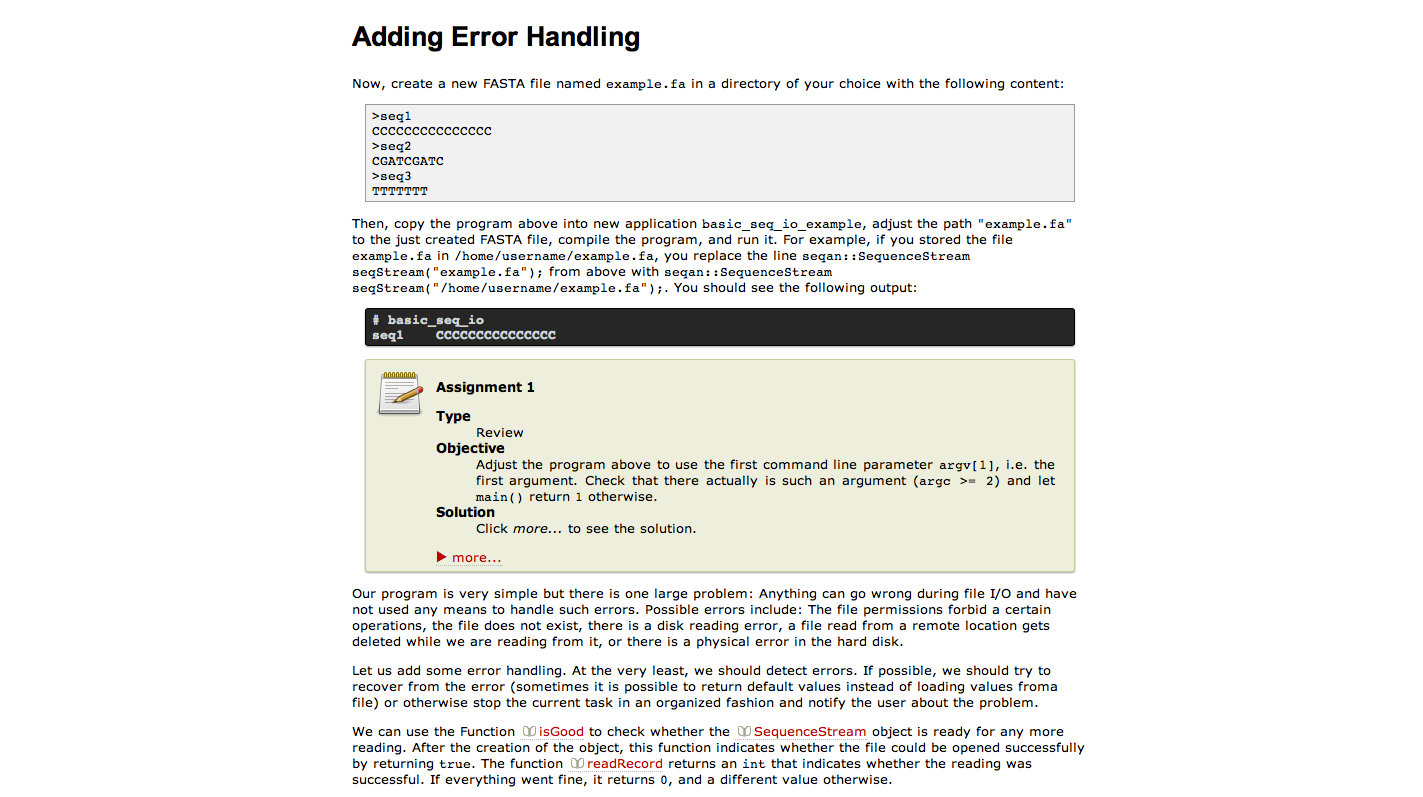 Adding Error Handling
Now, create a new FASTA file named example.fa in a directory of your choice with the following content:
>seq1
CCCCCCCCCCCCCCC
>seq2
CGATCGATC
>seq3
TTTTTTT
Then, copy the program above into new application basic_seq_io_example, adjust the path "example.fa"
to the just created FASTA file, compile the program, and run it. For example, if you stored the file
example.fa in /home/username/example.fa, you replace the line seqan::SequenceStream
seqStream("example.fa"); from above with seqan::SequenceStream
seqStream("/home/username/example.fa");. You should see the following output:
# basic_seq_io
seq1    CCCCCCCCCCCCCCC
Assignment 1
Type
Review
Objective
Adjust the program above to use the first command line parameter argv[1], i.e. the
first argument. Check that there actually is such an argument (argc >= 2) and let
main() return 1 otherwise.
Solution
Click more... to see the solution.
more...
Our program is very simple but there is one large problem: Anything can go wrong during file I/O and have
not used any means to handle such errors. Possible errors include: The file permissions forbid a certain
operations, the file does not exist, there is a disk reading error, a file read from a remote location gets
deleted while we are reading from it, or there is a physical error in the hard disk.
Let us add some error handling. At the very least, we should detect errors. If possible, we should try to
recover from the error (sometimes it is possible to return default values instead of loading values froma
file) or otherwise stop the current task in an organized fashion and notify the user about the problem.
We can use the Function isGood to check whether the SequenceStream object is ready for any more
reading. After the creation of the object, this function indicates whether the file could be opened successfully
by returning true. The function readRecord returns an int that indicates whether the reading was
successful. If everything went fine, it returns 0, and a different value otherwise.